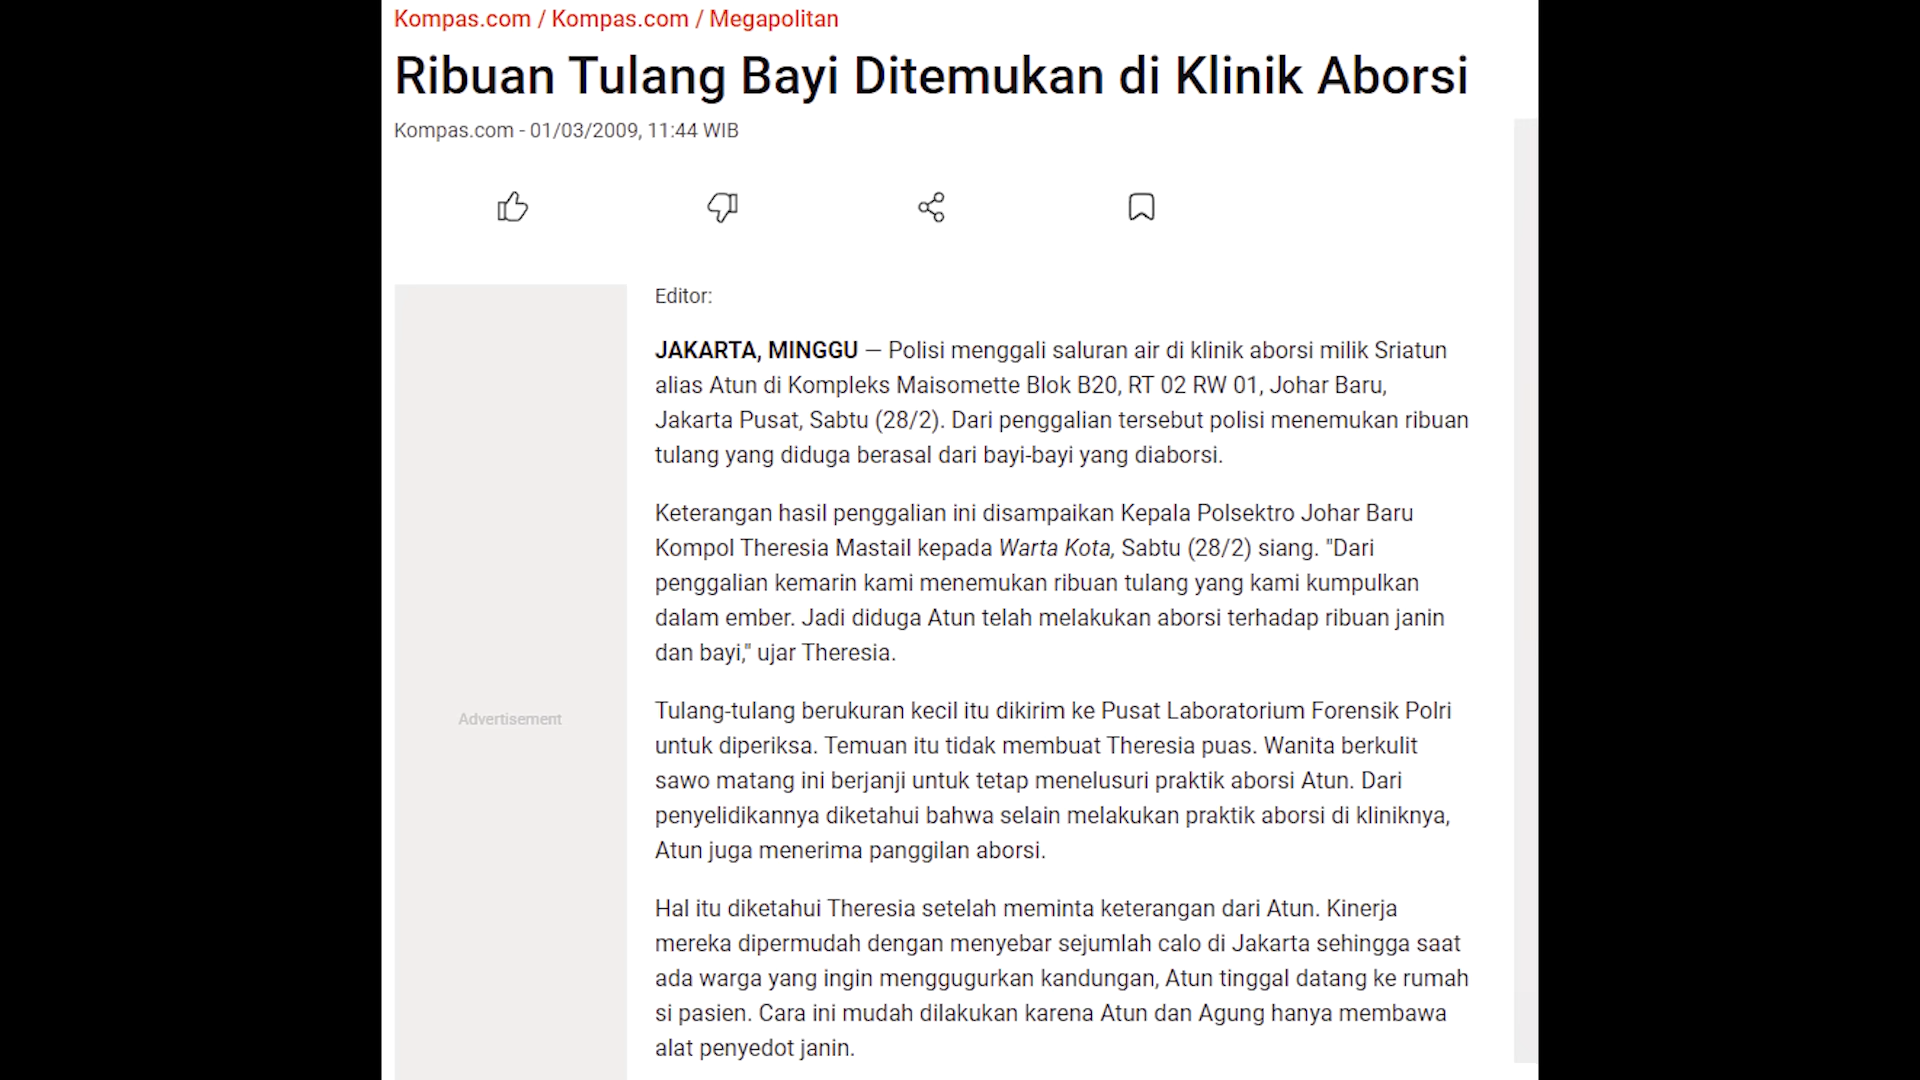 Kompas.com / Kompas.com / Megapolitan
Ribuan Tulang Bayi Ditemukan di Klinik Aborsi
Kompas.com - 01/03/2009, 11:44 WIB
Editor:
JAKARTA, MINGGU — Polisi menggali saluran air di klinik aborsi milik Sriatun
alias Atun di Kompleks Maisomette Blok B20, RT 02 RW 01, Johar Baru,
Jakarta Pusat, Sabtu (28/2). Dari penggalian tersebut polisi menemukan ribuan
tulang yang diduga berasal dari bayi-bayi yang diaborsi.
Keterangan hasil penggalian ini disampaikan Kepala Polsektro Johar Baru
Kompol Theresia Mastail kepada Warta Kota, Sabtu (28/2) siang. "Dari
penggalian kemarin kami menemukan ribuan tulang yang kami kumpulkan
dalam ember. Jadi diduga Atun telah melakukan aborsi terhadap ribuan janin
dan bayi," ujar Theresia.
Tulang-tulang berukuran kecil itu dikirim ke Pusat Laboratorium Forensik Polri
untuk diperiksa. Temuan itu tidak membuat Theresia puas. Wanita berkulit
sawo matang ini berjanji untuk tetap menelusuri praktik aborsi Atun. Dari
penyelidikannya diketahui bahwa selain melakukan praktik aborsi di kliniknya,
Atun juga menerima panggilan aborsi.
Hal itu diketahui Theresia setelah meminta keterangan dari Atun. Kinerja
mereka dipermudah dengan menyebar sejumlah calo di Jakarta sehingga saat
ada warga yang ingin menggugurkan kandungan, Atun tinggal datang ke rumah
si pasien. Cara ini mudah dilakukan karena Atun dan Agung hanya membawa
alat penyedot janin.
Advertisement